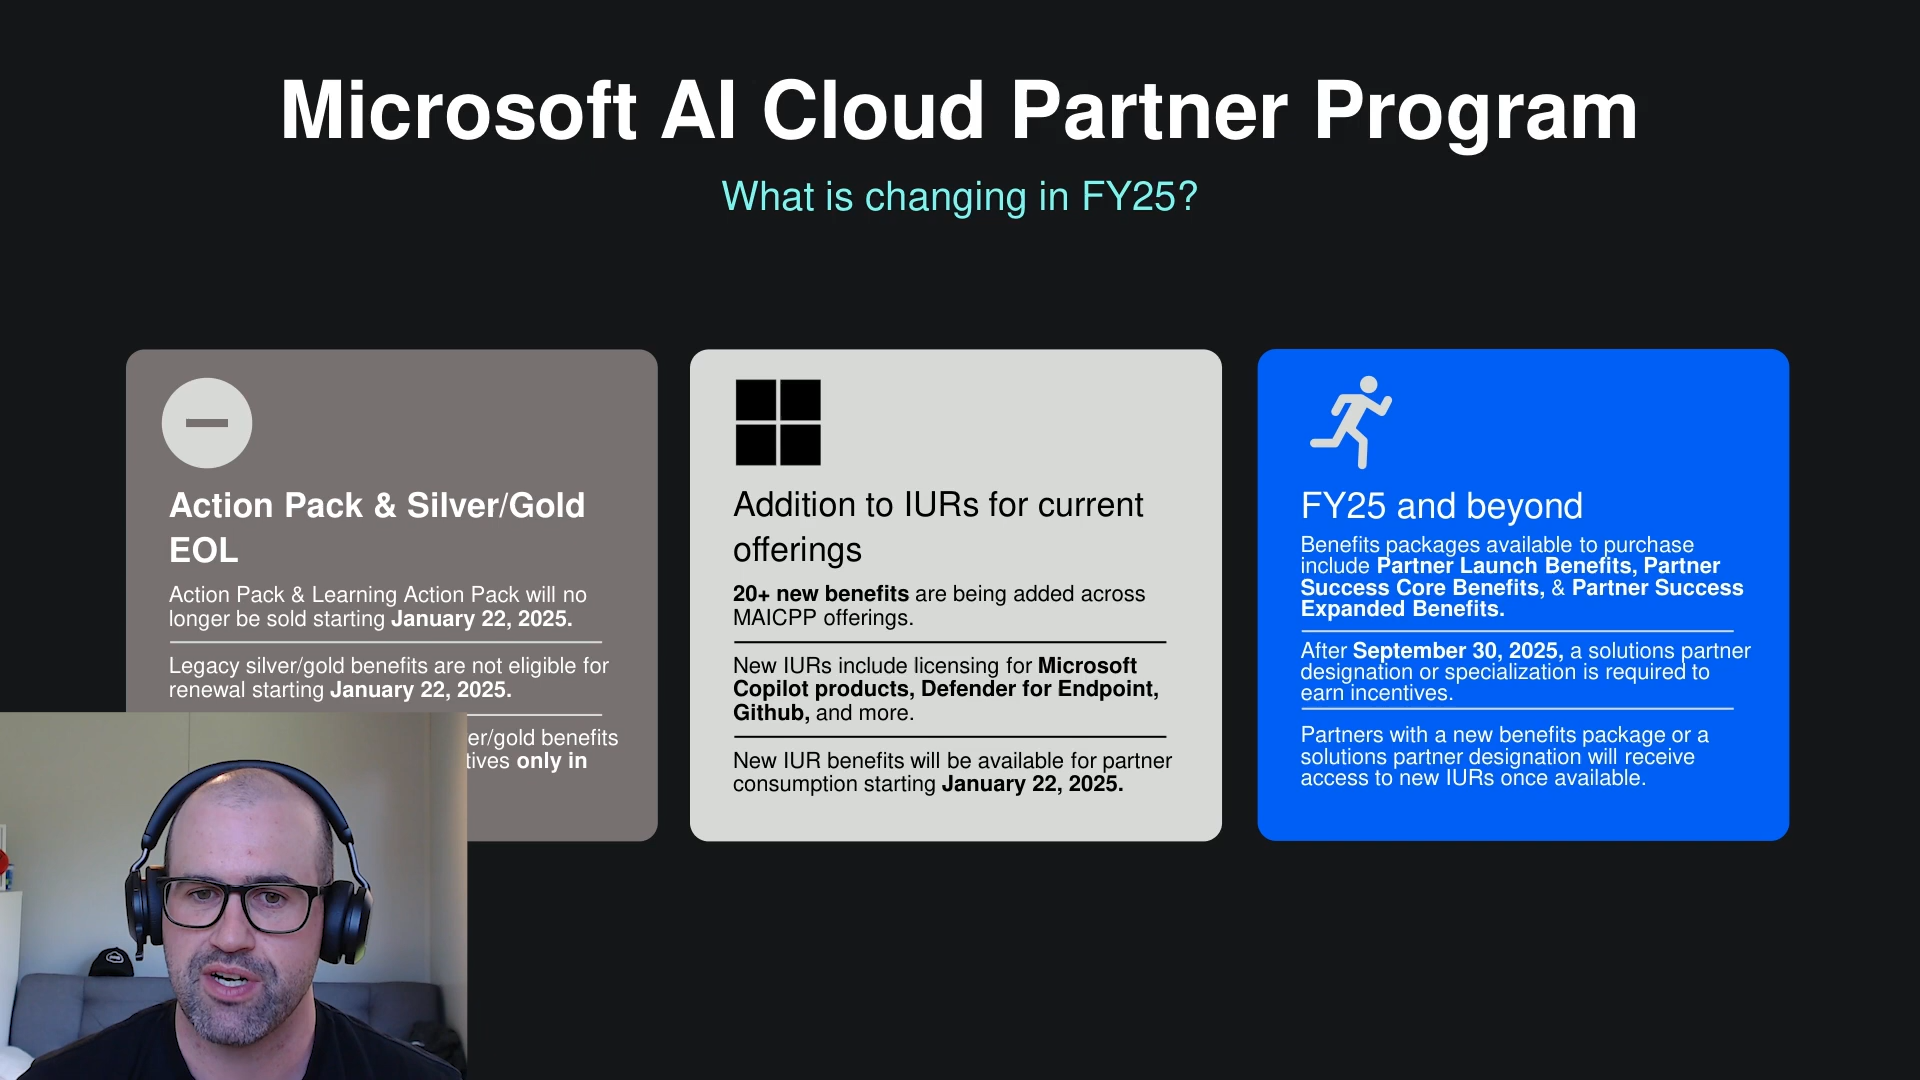 Microsoft AI Cloud Partner Program
What is changing in FY25?
Action Pack & Silver/Gold
EOL
Action Pack & Learning Action Pack will no
longer be sold starting January 22, 2025.
Legacy silver/gold benefits are not eligible for
renewal starting January 22, 2025.
benefits
only in
Addition to IURs for current
offerings
20+ new benefits are being added across
MAICPP offerings.
New IURs include licensing for Microsoft
Copilot products, Defender for Endpoint,
Github, and more.
New IUR benefits will be available for partner
consumption starting January 22, 2025.
FY25 and beyond
Benefits packages available to purchase
include Partner Launch Benefits, Partner
Success Core Benefits, & Partner Success
Expanded Benefits.
After September 30, 2025, a solutions partner
designation or specialization is required to
earn incentives.
Partners with a new benefits package or a
solutions partner designation will receive
access to new IURs once available.